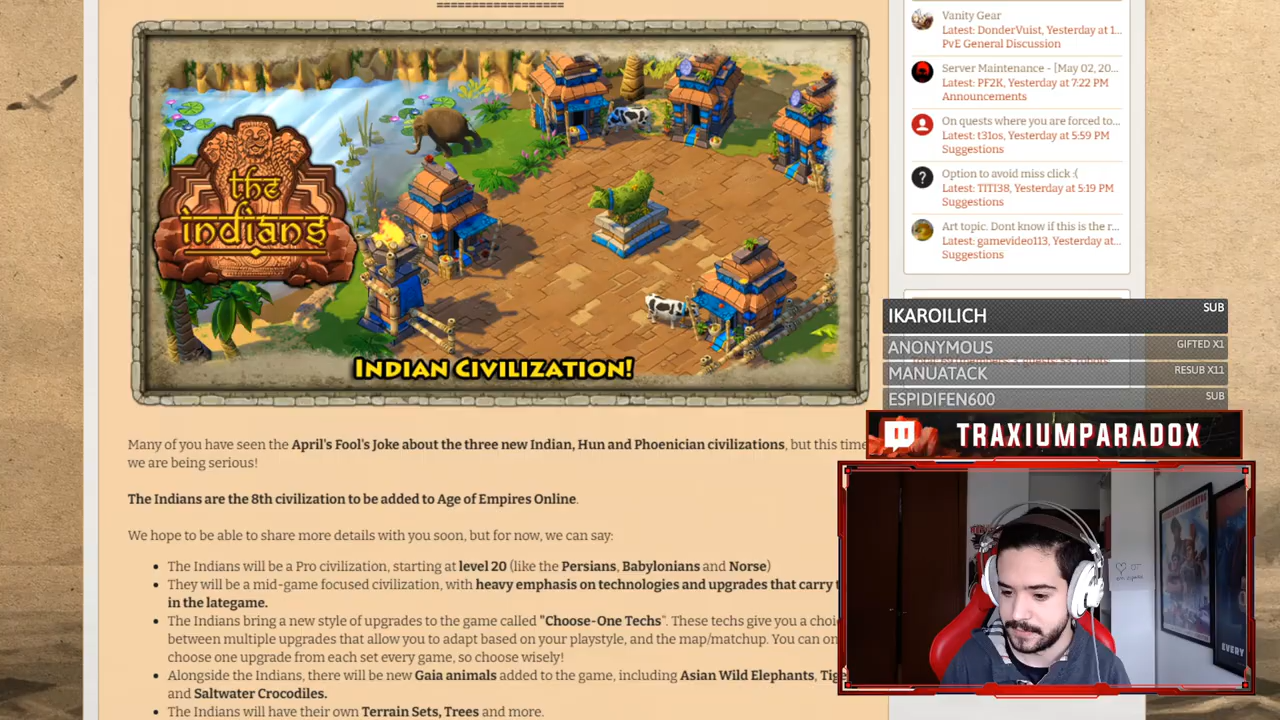 ==================
the
indians
INDIAN CIVILIZATION!
Many of you have seen the April's Fool's Joke about the three new Indian, Hun and Phoenician civilizations, but this time
we are being serious!
The Indians are the 8th civilization to be added to Age of Empires Online.
We hope to be able to share more details with you soon, but for now, we can say:
• The Indians will be a Pro civilization, starting at level 20 (like the Persians, Babylonians and Norse)
• They will be a mid-game focused civilization, with heavy emphasis on technologies and upgrades that carry
in the lategame.
• The Indians bring a new style of upgrades to the game called "Choose-One Techs". These techs give you a
between multiple upgrades that allow you to adapt based on your playstyle, and the map/matchup. You can
choose one upgrade from each set every game, so choose wisely!
• Alongside the Indians, there will be new Gaia animals added to the game, including Asian Wild Elephants,
and Saltwater Crocodiles.
• The Indians will have their own Terrain Sets, Trees and more.
Vanity Gear
Latest: DonderVuist, Yesterday at 1...
PvE General Discussion
Server Maintenance - [May 02, 20...
Latest: PF2K, Yesterday at 7:22 PM
Announcements
On quests where you are forced to...
Latest: t31os, Yesterday at 5:59 PM
Suggestions
?
Option to avoid miss click :(
Latest: TIT138, Yesterday at 5:19 PM
Suggestions
Art topic. Dont know if this is the r...
Latest: gamevideo113, Yesterday at...
Suggestions
IKAROILICH SUB
ANONYMOUS GIFTED X1
MANUATACK RESUB X11
ESPIDIFEN600 SUB
TRAXIUMPARADOX
EVERY